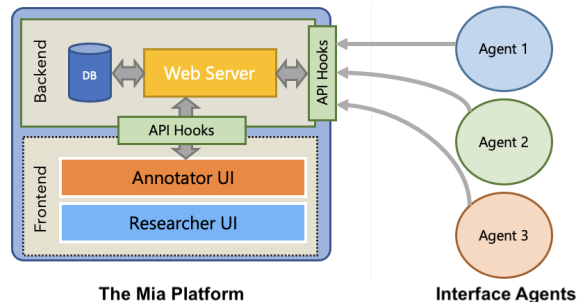 Backend
DB
Web Server
API Hooks
API Hooks
Frontend
Annotator UI
Researcher UI
Agent 1
Agent 2
Agent 3
The Mia Platform
Interface Agents